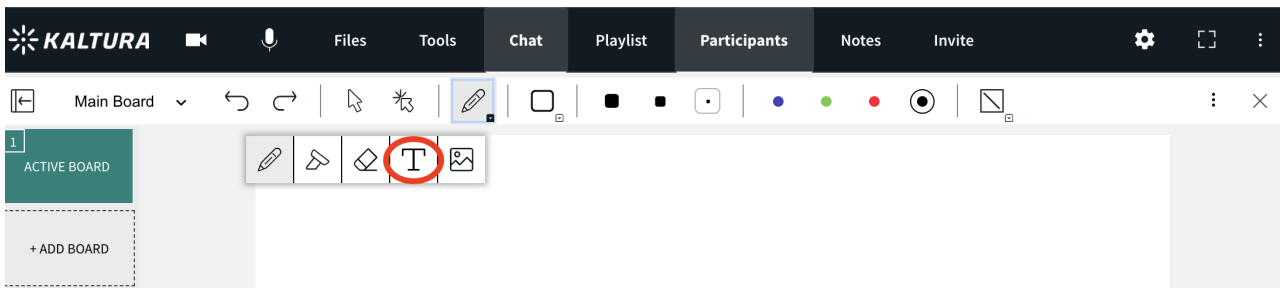 KALTURA Files Tools Chat Playlist Participants Notes Invite
Main Board
1
ACTIVE BOARD
T
+ ADD BOARD